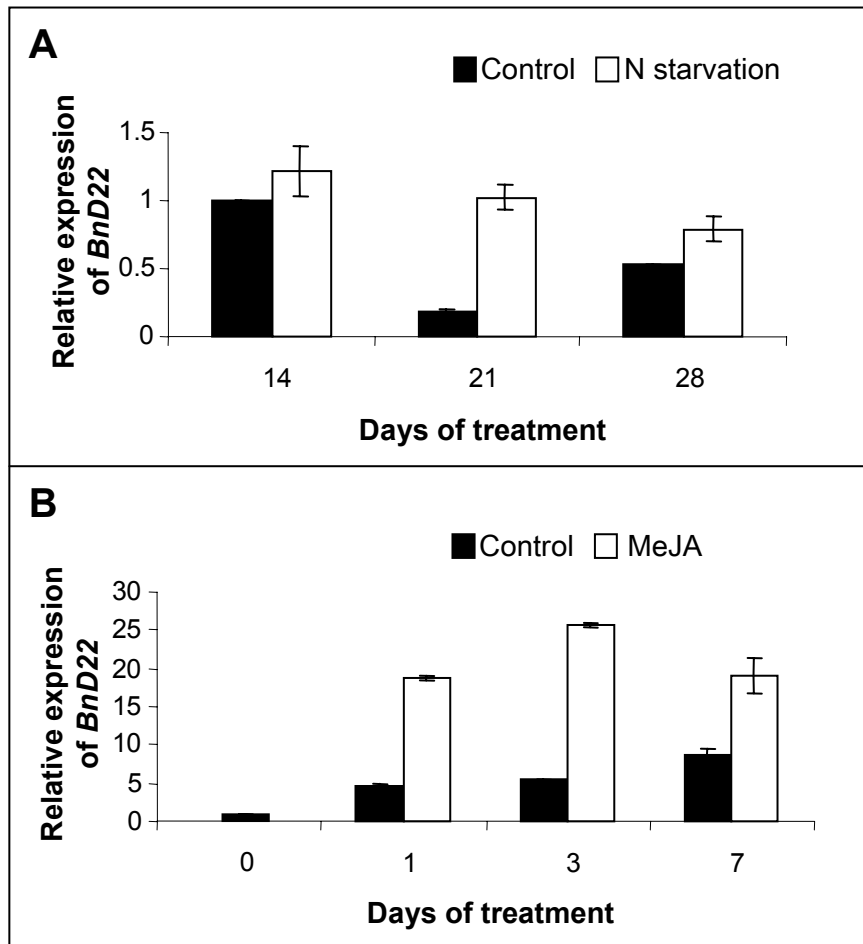 A
Control N starvation
Relative expression
of BnD22
1.5
1
0.5
0
14 21 28
Days of treatment
B
Control MeJA
Relative expression
of BnD22
30
25
20
15
10
5
0
0 1 3 7
Days of treatment